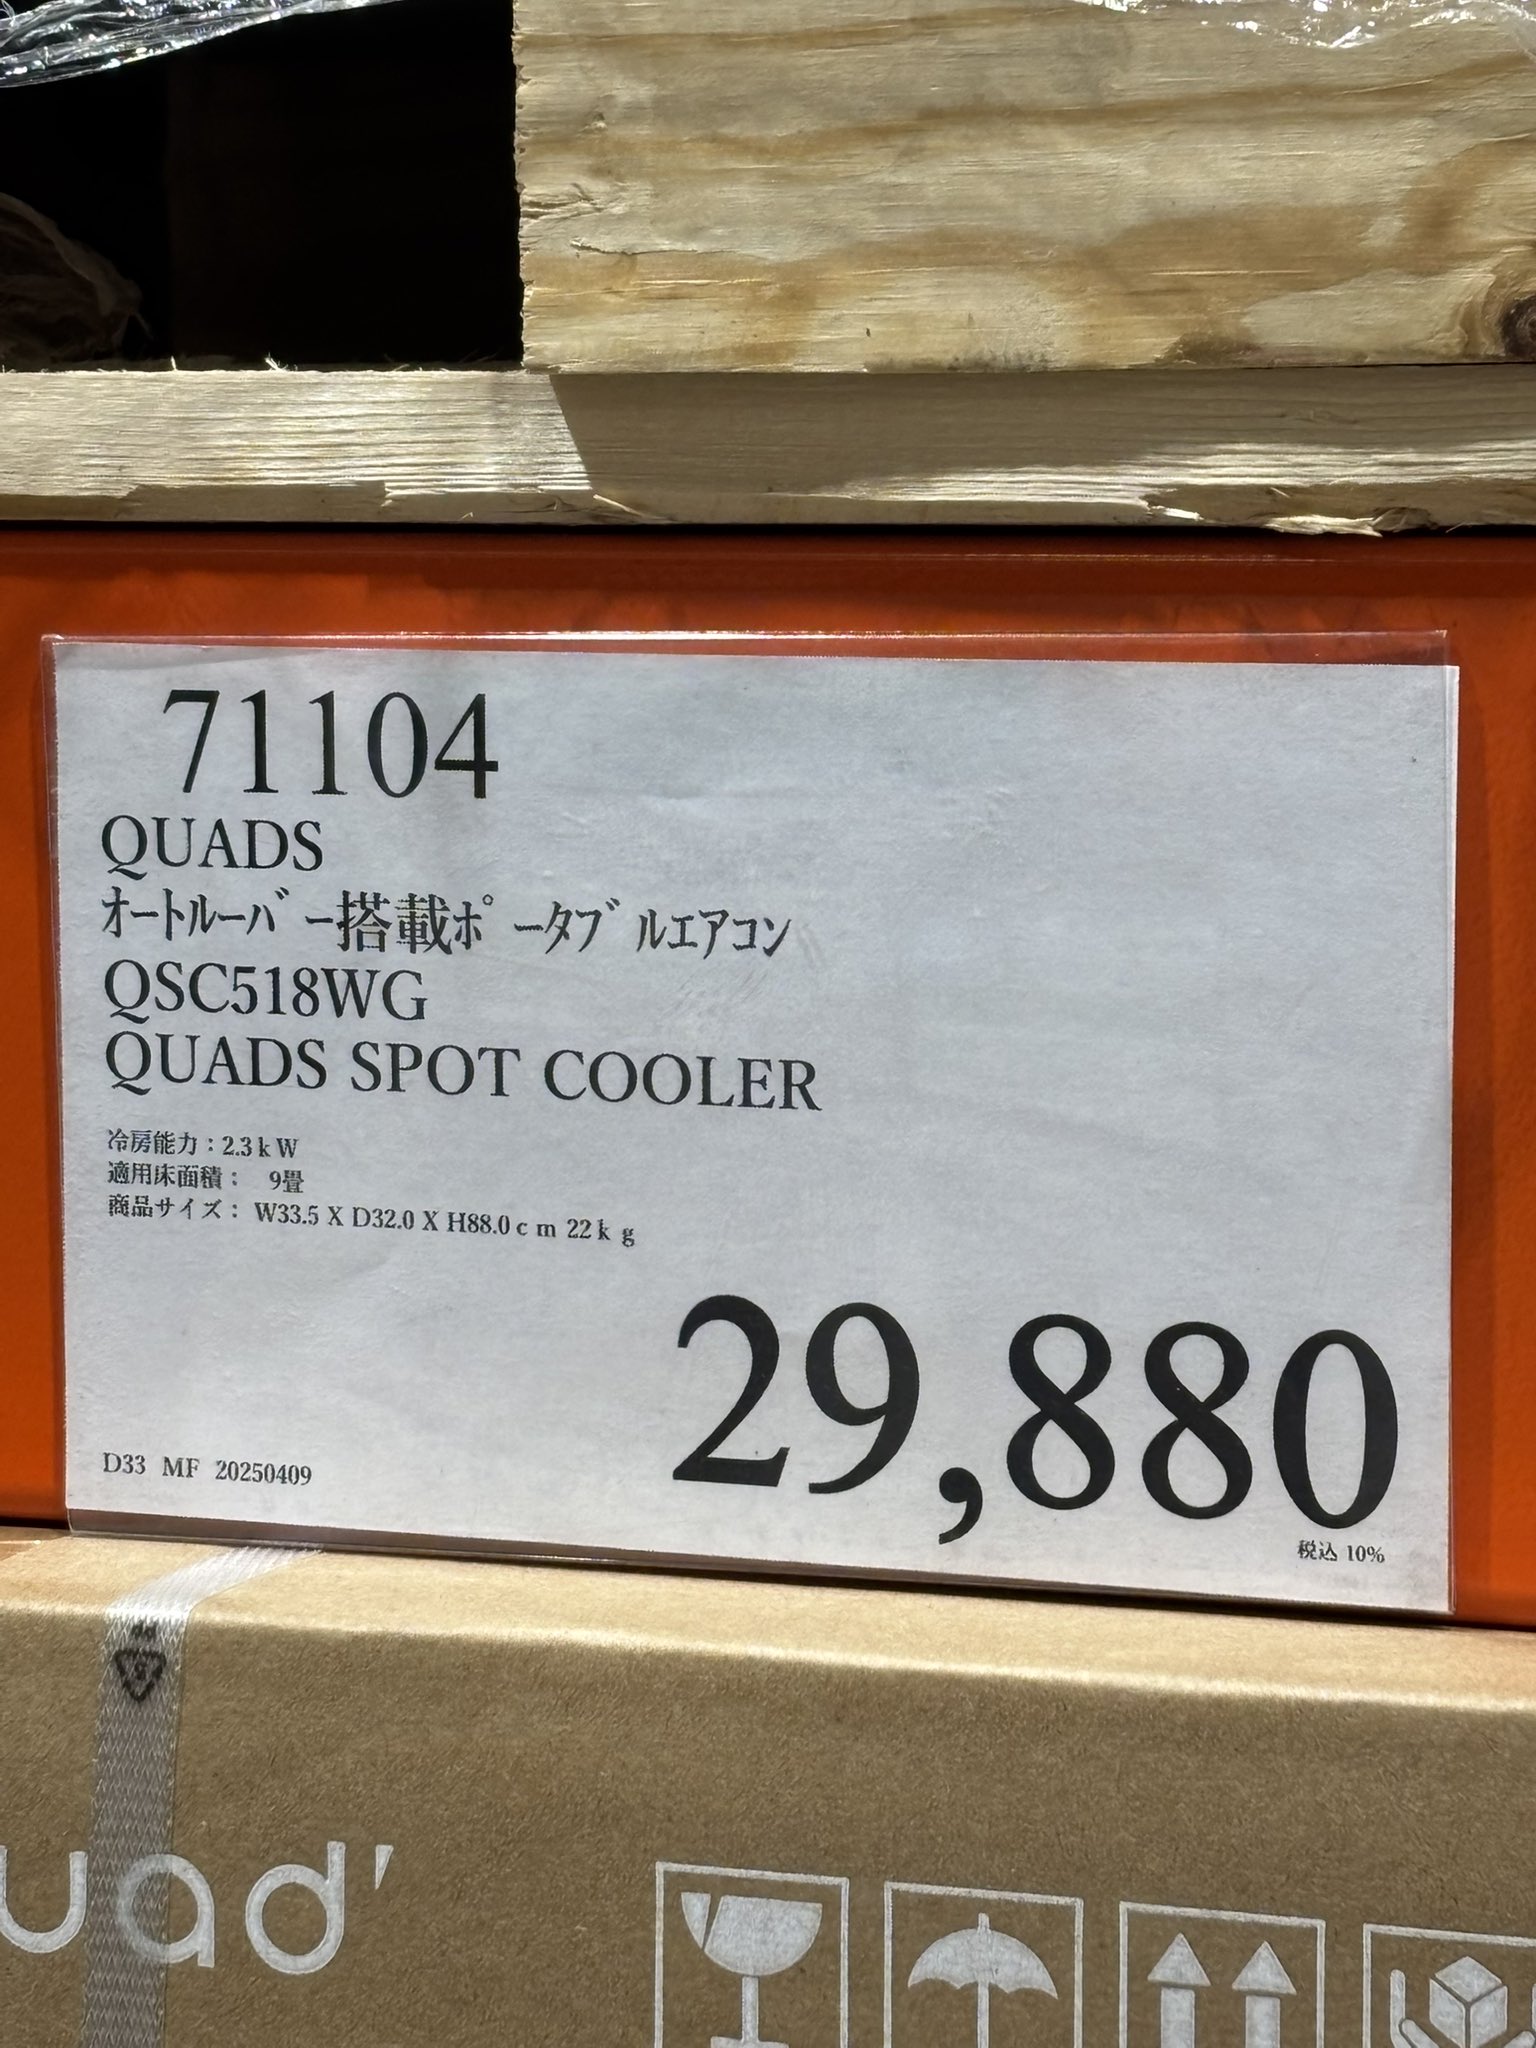 71104
QUADS
オートルーバー搭載ポータブルエアコン
QSC518WG
QUADS SPOT COOLER
冷房能力：2.3kW
適用床面積： 9畳
商品サイズ： W33.5 X D32.0 X H88.0cm 22kg
29,880
税込 10%
D33 MF 20250409
uad'